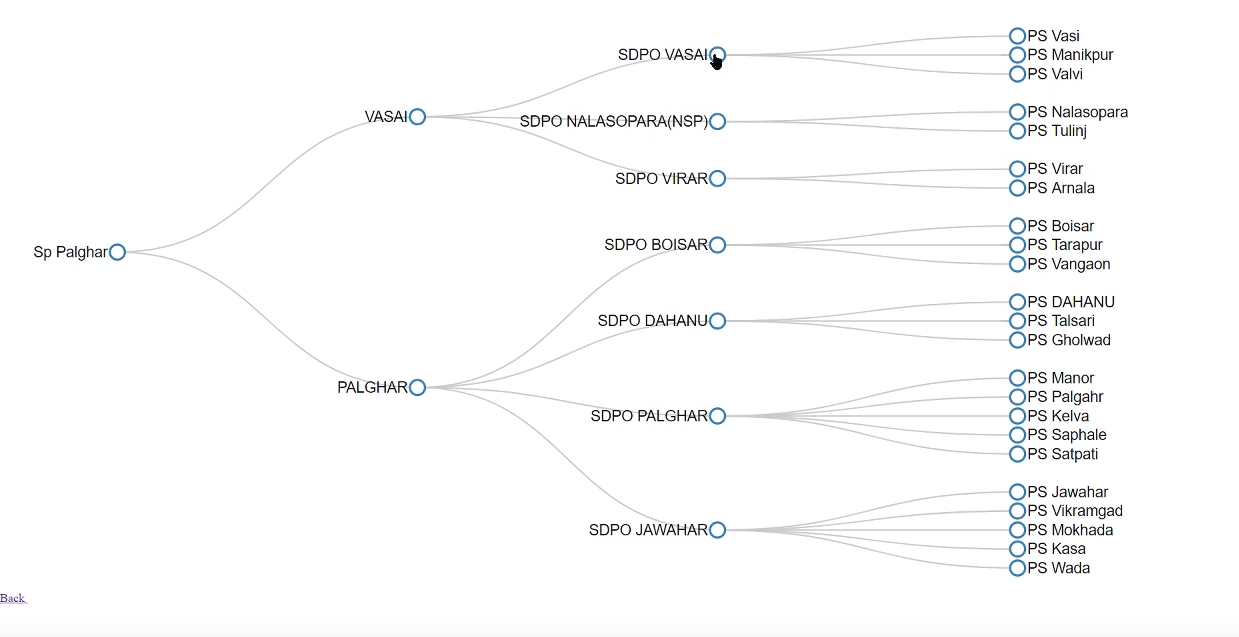 Sp Palghar
VASAI
SDPO VASAI
PS Vasi
PS Manikpur
PS Valvi
SDPO NALASOPARA(NSP)
PS Nalasopara
PS Tulinj
SDPO VIRAR
PS Virar
PS Arnala
PALGHAR
SDPO BOISAR
PS Boisar
PS Tarapur
PS Vangaon
SDPO DAHANU
PS DAHANU
PS Talsari
PS Gholwad
SDPO PALGHAR
PS Manor
PS Palgahr
PS Kelva
PS Saphale
PS Satpati
SDPO JAWAHAR
PS Jawahar
PS Vikramgad
PS Mokhada
PS Kasa
PS Wada
Back